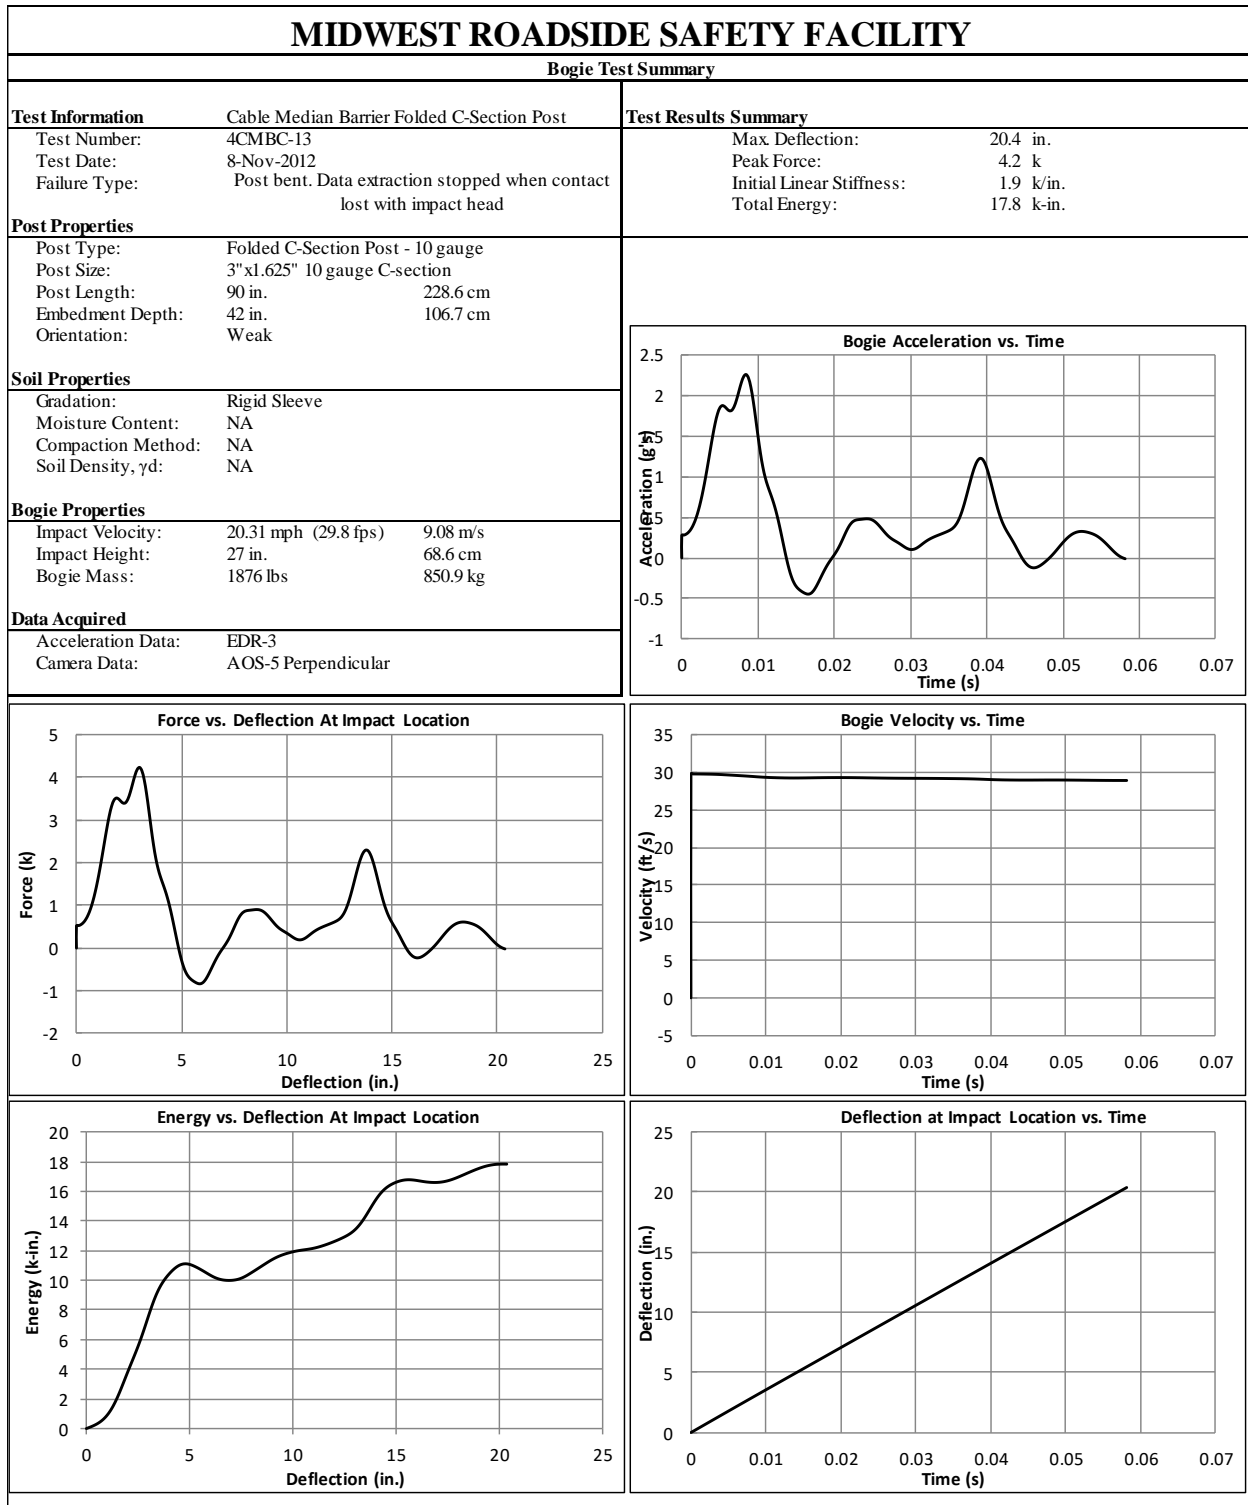 MIDWEST ROADSIDE SAFETY FACILITY
Bogie Test Summary
Test Information Cable Median Barrier Folded C-Section Post
Test Number: 4CMBC-13
Test Date: 8-Nov-2012
Failure Type: Post bent. Data extraction stopped when contact
lost with impact head
Post Properties
Post Type: Folded C-Section Post - 10 gauge
Post Size: 3"x1.625" 10 gauge C-section
Post Length: 90 in. 228.6 cm
Embedment Depth: 42 in. 106.7 cm
Orientation: Weak
Soil Properties
Gradation: Rigid Sleeve
Moisture Content: NA
Compaction Method: NA
Soil Density, γd: NA
Bogie Properties
Impact Velocity: 20.31 mph (29.8 fps) 9.08 m/s
Impact Height: 27 in. 68.6 cm
Bogie Mass: 1876 lbs 850.9 kg
Data Acquired
Acceleration Data: EDR-3
Camera Data: AOS-5 Perpendicular
Test Results Summary
Max. Deflection: 20.4 in.
Peak Force: 4.2 k
Initial Linear Stiffness: 1.9 k/in.
Total Energy: 17.8 k-in.
Bogie Acceleration vs. Time
Acceleration (g's)
2.5
2
1.5
1
0.5
0
-0.5
-1
0 0.01 0.02 0.03 0.04 0.05 0.06 0.07
Time (s)
Force vs. Deflection At Impact Location
Force (k)
5
4
3
2
1
0
-1
-2
0 5 10 15 20 25
Deflection (in.)
Bogie Velocity vs. Time
Velocity (ft/s)
35
30
25
20
15
10
5
0
-5
0 0.01 0.02 0.03 0.04 0.05 0.06 0.07
Time (s)
Energy vs. Deflection At Impact Location
Energy (k-in.)
20
18
16
14
12
10
8
6
4
2
0
0 5 10 15 20 25
Deflection (in.)
Deflection at Impact Location vs. Time
Deflection (in.)
25
20
15
10
5
0
0 0.01 0.02 0.03 0.04 0.05 0.06 0.07
Time (s)